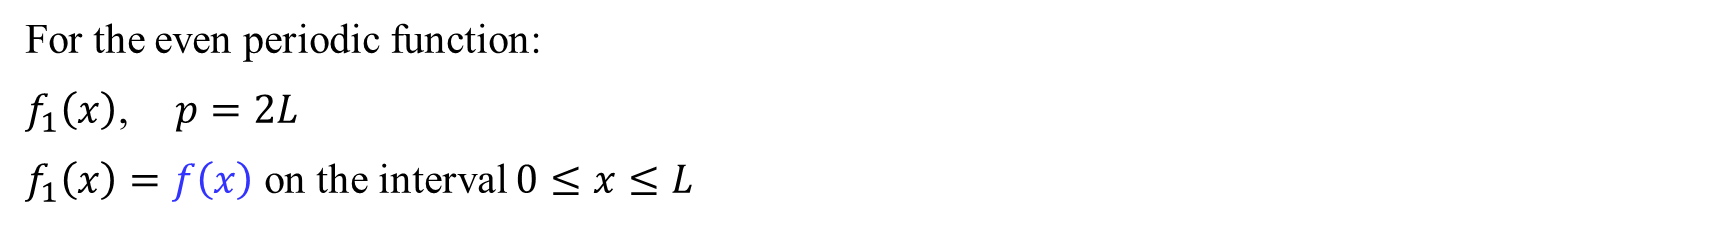 For the even periodic function:
f₁(x),  p = 2L
f₁(x) = f(x) on the interval 0 ≤ x ≤ L